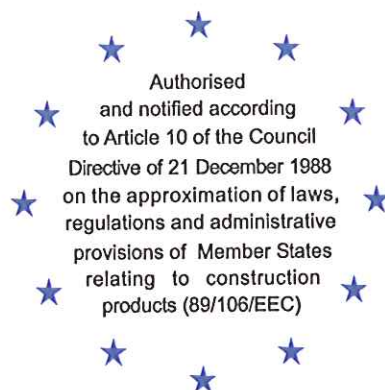 Authorised
and notified according
to Article 10 of the Council
Directive of 21 December 1988
on the approximation of laws,
regulations and administrative
provisions of Member States
relating to construction
products (89/106/EEC)